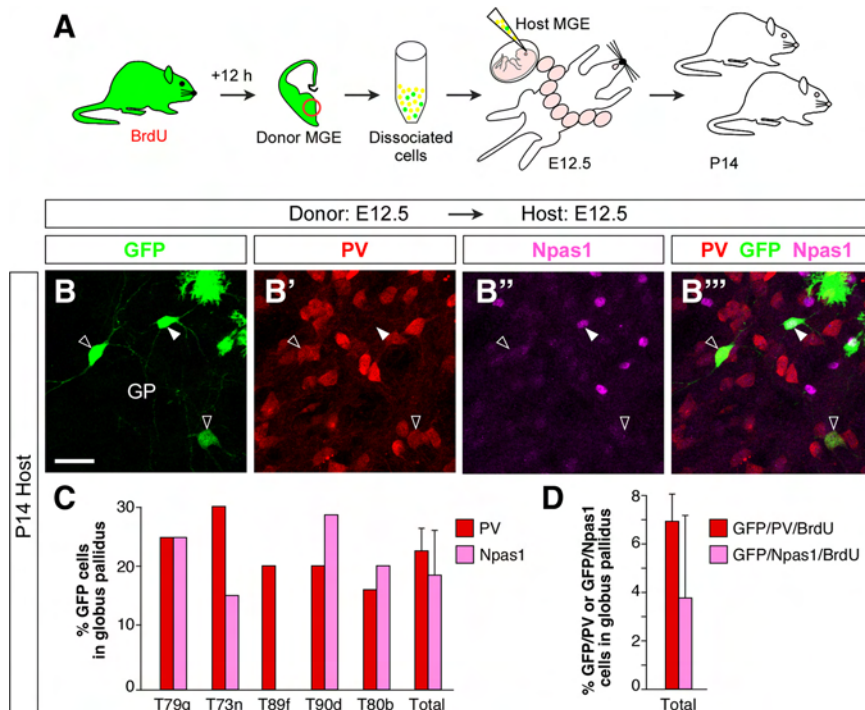 A
Host MGE
+12 h
BrdU
Donor MGE
Dissociated
cells
E12.5
P14
Donor: E12.5 → Host: E12.5
GFP
PV
Npas1
PV GFP Npas1
P14 Host
B
B'
B''
B'''
GP
C
% GFP cells
in globus pallidus
30
20
10
0
PV
Npas1
T79g
T73n
T89f
T90d
T80b
Total
D
% GFP/PV or GFP/Npas1
cells in globus pallidus
8
6
4
2
0
GFP/PV/BrdU
GFP/Npas1/BrdU
Total